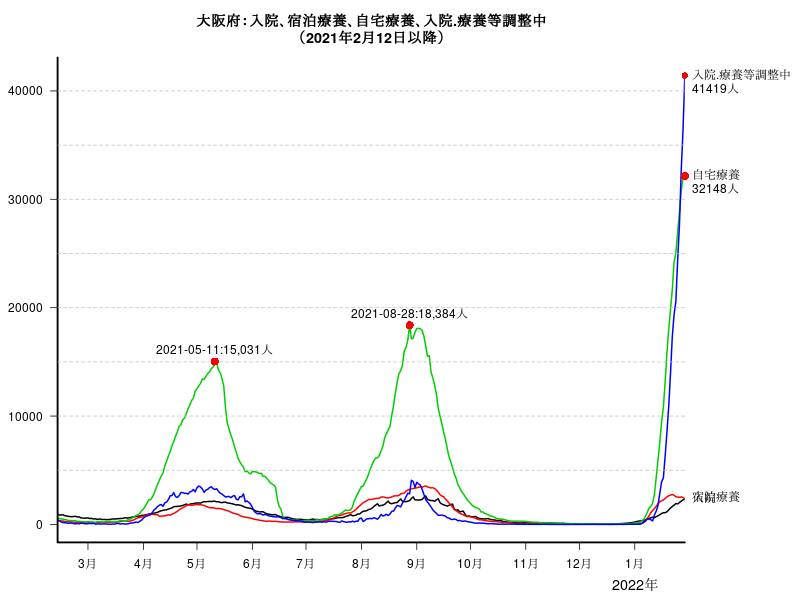 大阪府：入院、宿泊療養、自宅療養、入院.療養等調整中
（2021年2月12日以降）
入院.療養等調整中
41419人
40000
自宅療養
32148人
30000
20000
2021-08-28:18,384人
2021-05-11:15,031人
10000
療養
0
3月 4月 5月 6月 7月 8月 9月 10月 11月 12月 1月
2022年